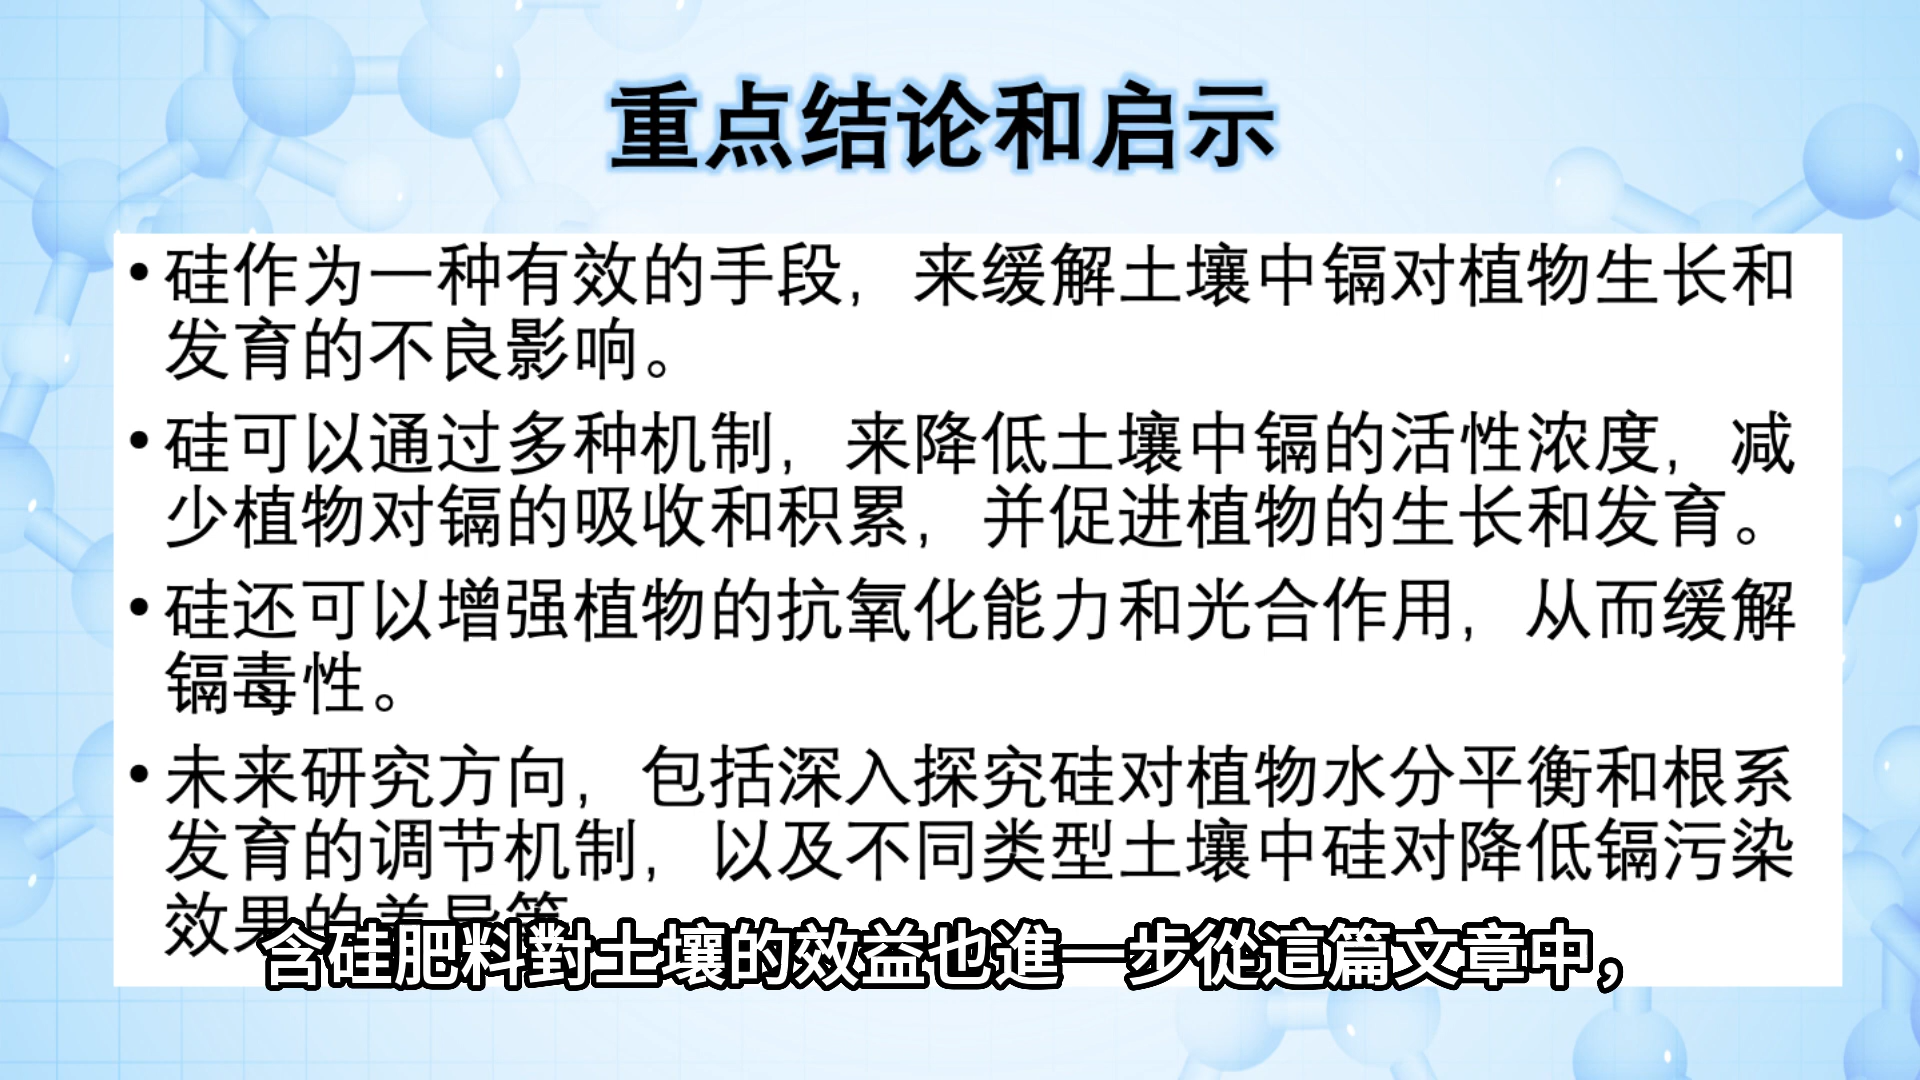 重点结论和启示
•硅作为一种有效的手段，来缓解土壤中镉对植物生长和
发育的不良影响。
•硅可以通过多种机制，来降低土壤中镉的活性浓度，减
少植物对镉的吸收和积累，并促进植物的生长和发育。
•硅还可以增强植物的抗氧化能力和光合作用，从而缓解
镉毒性。
•未来研究方向，包括深入探究硅对植物水分平衡和根系
发育的调节机制，以及不同类型土壤中硅对降低镉污染
效果的差异等
含硅肥料對土壤的效益也進一步從這篇文章中，